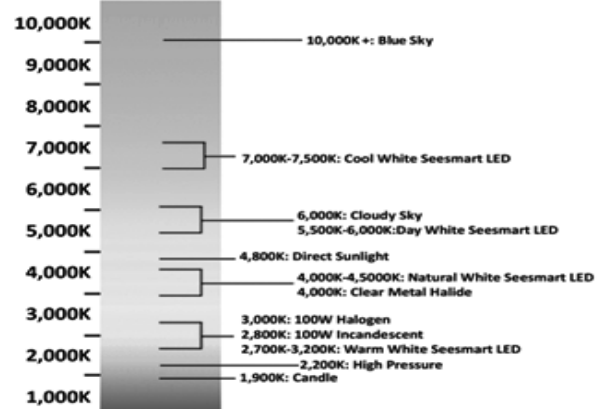 10,000K
10,000K+: Blue Sky
9,000K
8,000K
7,000K
7,000K-7,500K: Cool White Seesmart LED
6,000K
6,000K: Cloudy Sky
5,000K
5,500K-6,000K:Day White Seesmart LED
4,800K: Direct Sunlight
4,000K
4,000K-4,5000K: Natural White Seesmart LED
4,000K: Clear Metal Halide
3,000K
3,000K: 100W Halogen
2,800K: 100W Incandescent
2,000K
2,700K-3,200K: Warm White Seesmart LED
2,200K: High Pressure
1,900K: Candle
1,000K